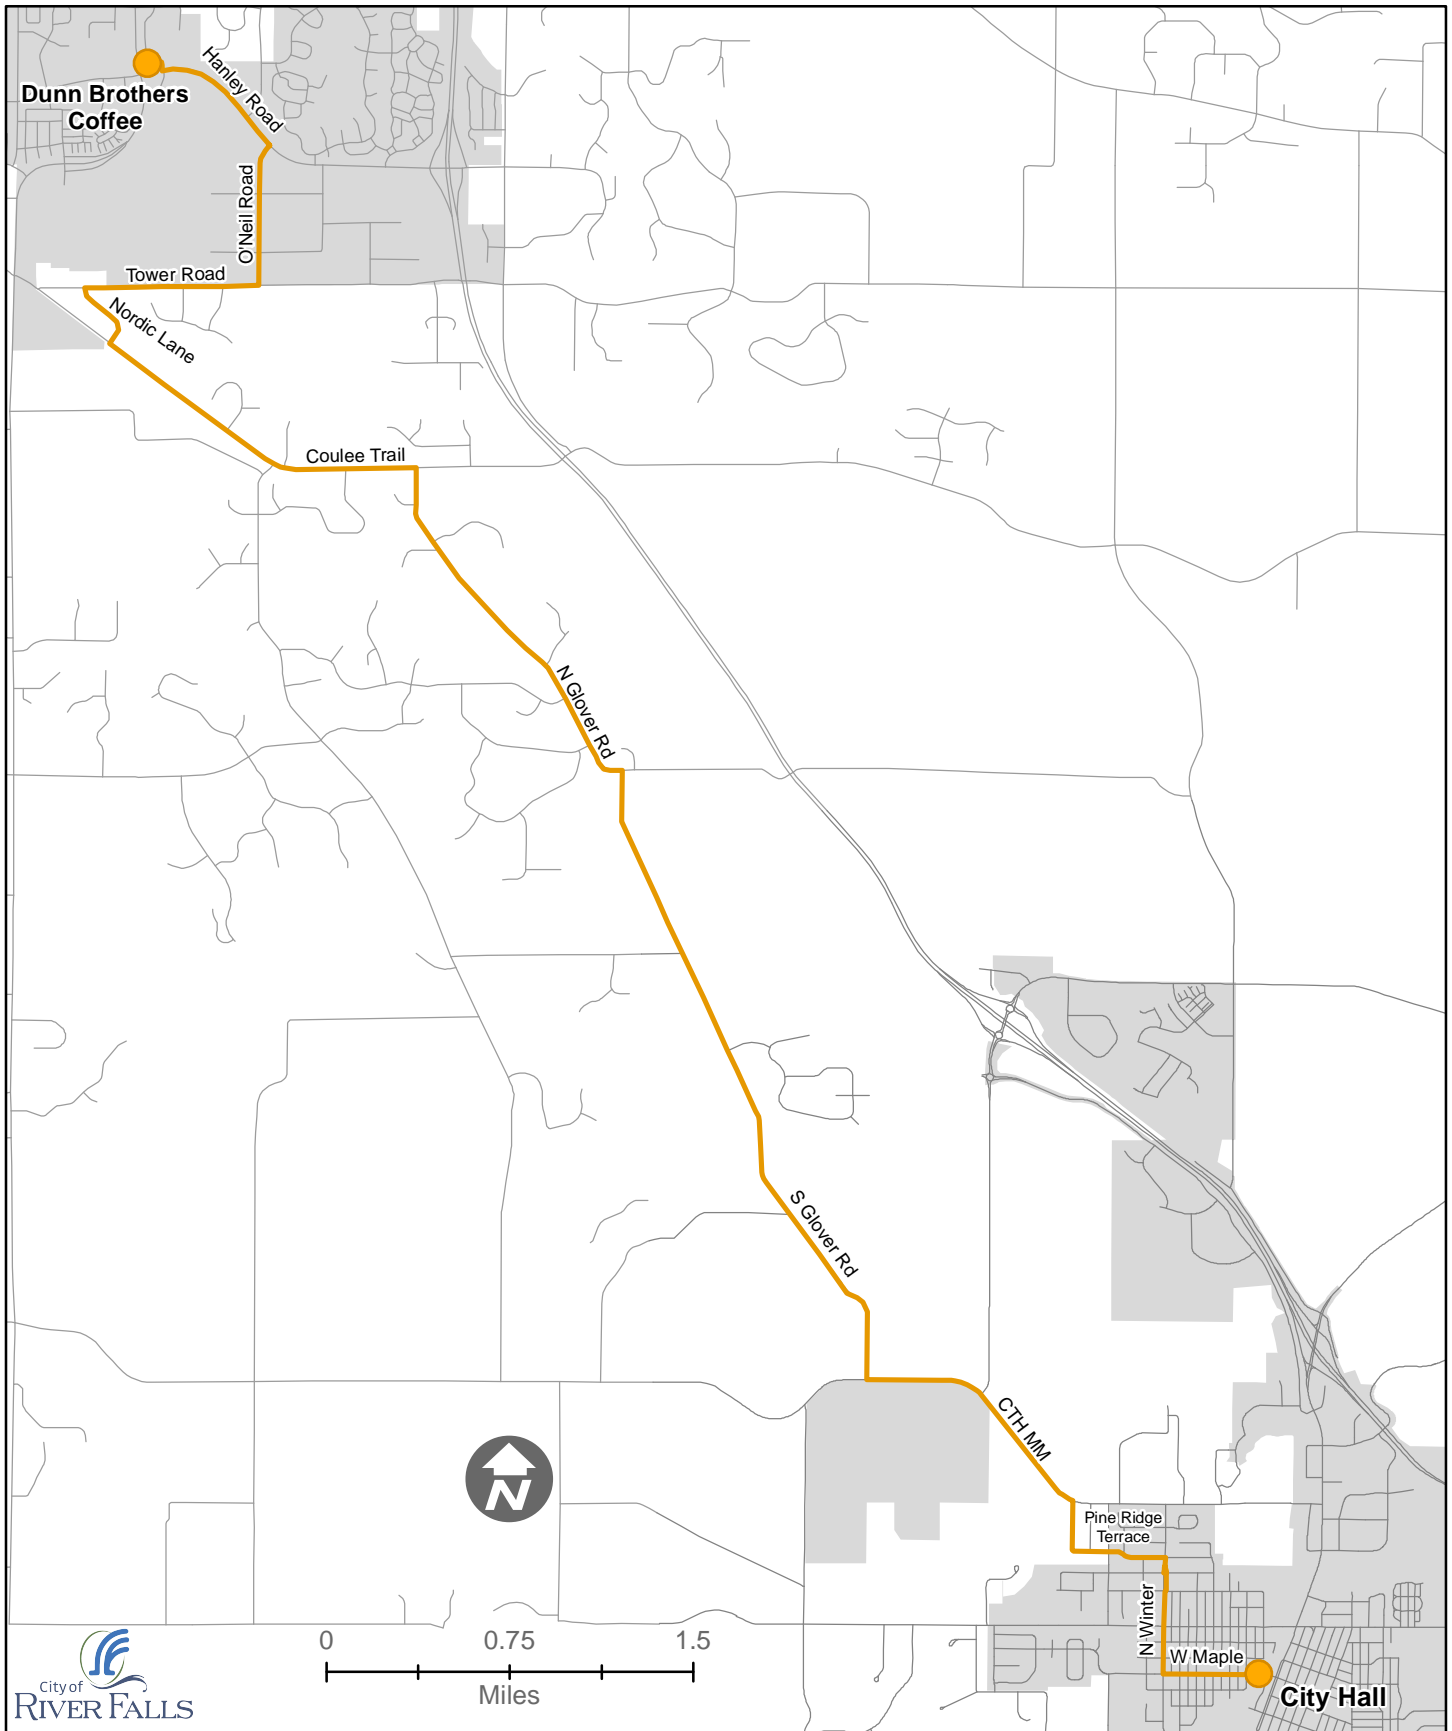 Hanley Road
Dunn Brothers
Coffee
O'Neil Road
Tower Road
Nordic Lane
Coulee Trail
N Glover Rd
S Glover Rd
CTH MM
N
Pine Ridge
Terrace
N Winter
W Maple
City Hall
0 0.75 1.5
Miles
City of
RIVER FALLS